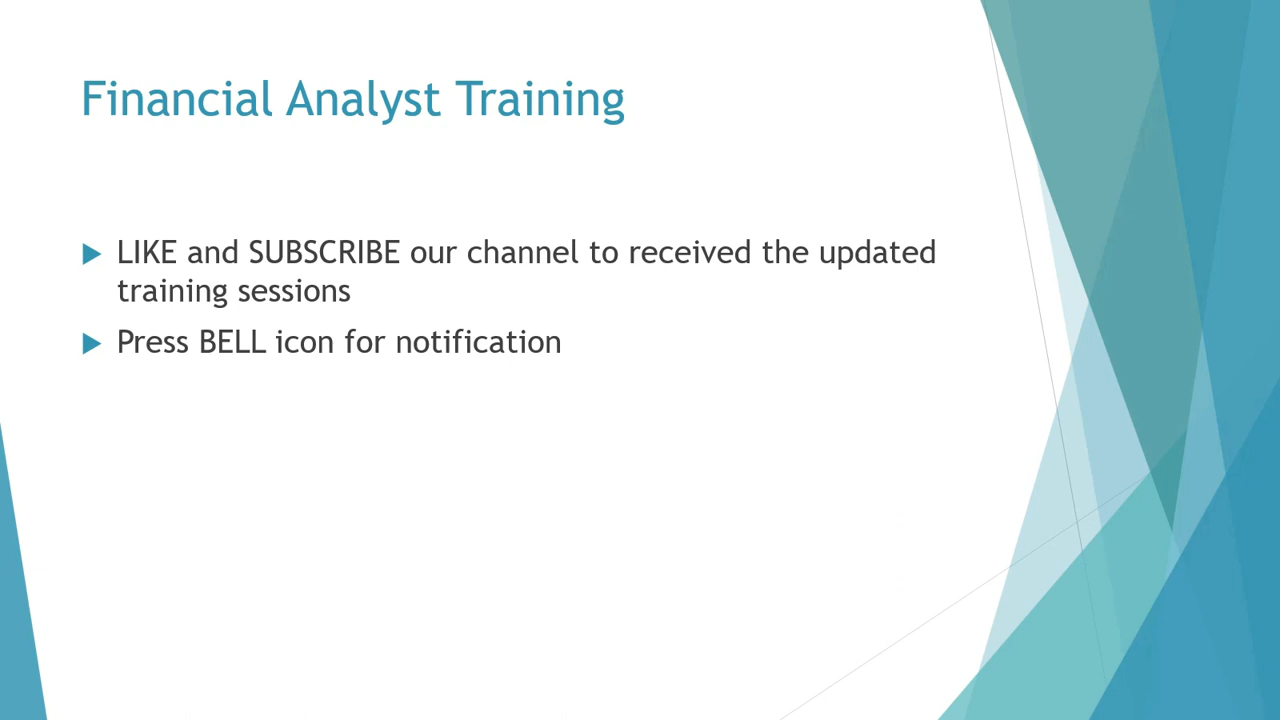 Financial Analyst Training
LIKE and SUBSCRIBE our channel to received the updated
training sessions
Press BELL icon for notification